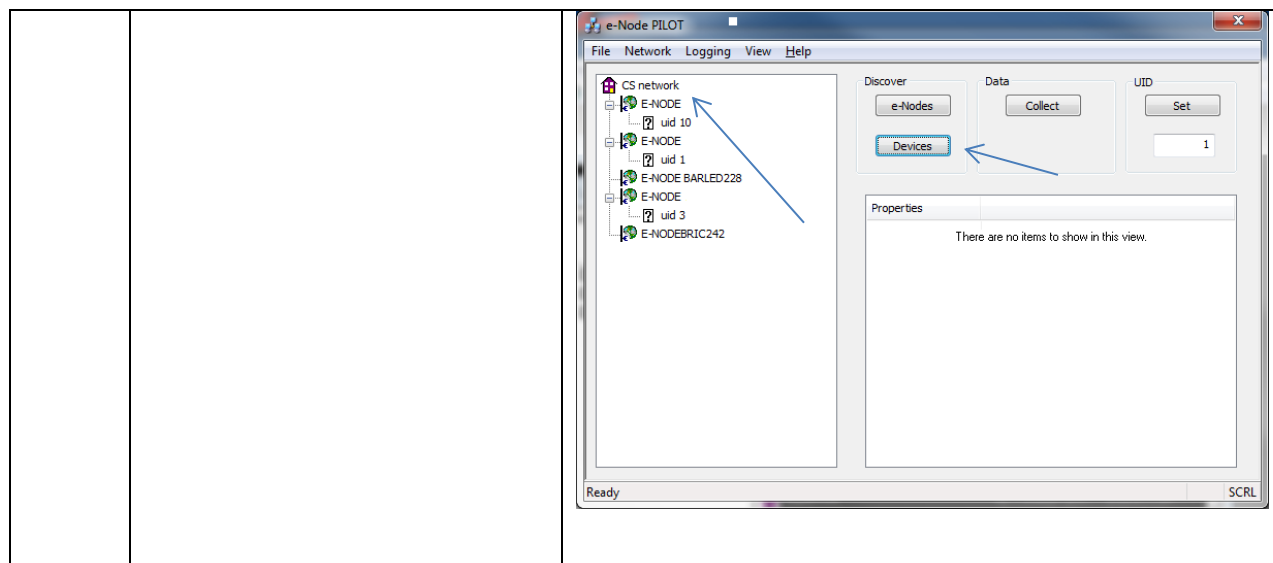 e-Node PILOT
File Network Logging View Help
CS network
E-NODE
uid 10
E-NODE
uid 1
E-NODE BARLED228
E-NODE
uid 3
E-NODEBRIC242
Discover
e-Nodes
Devices
Data
Collect
UID
Set
1
Properties
There are no items to show in this view.
Ready
SCRL